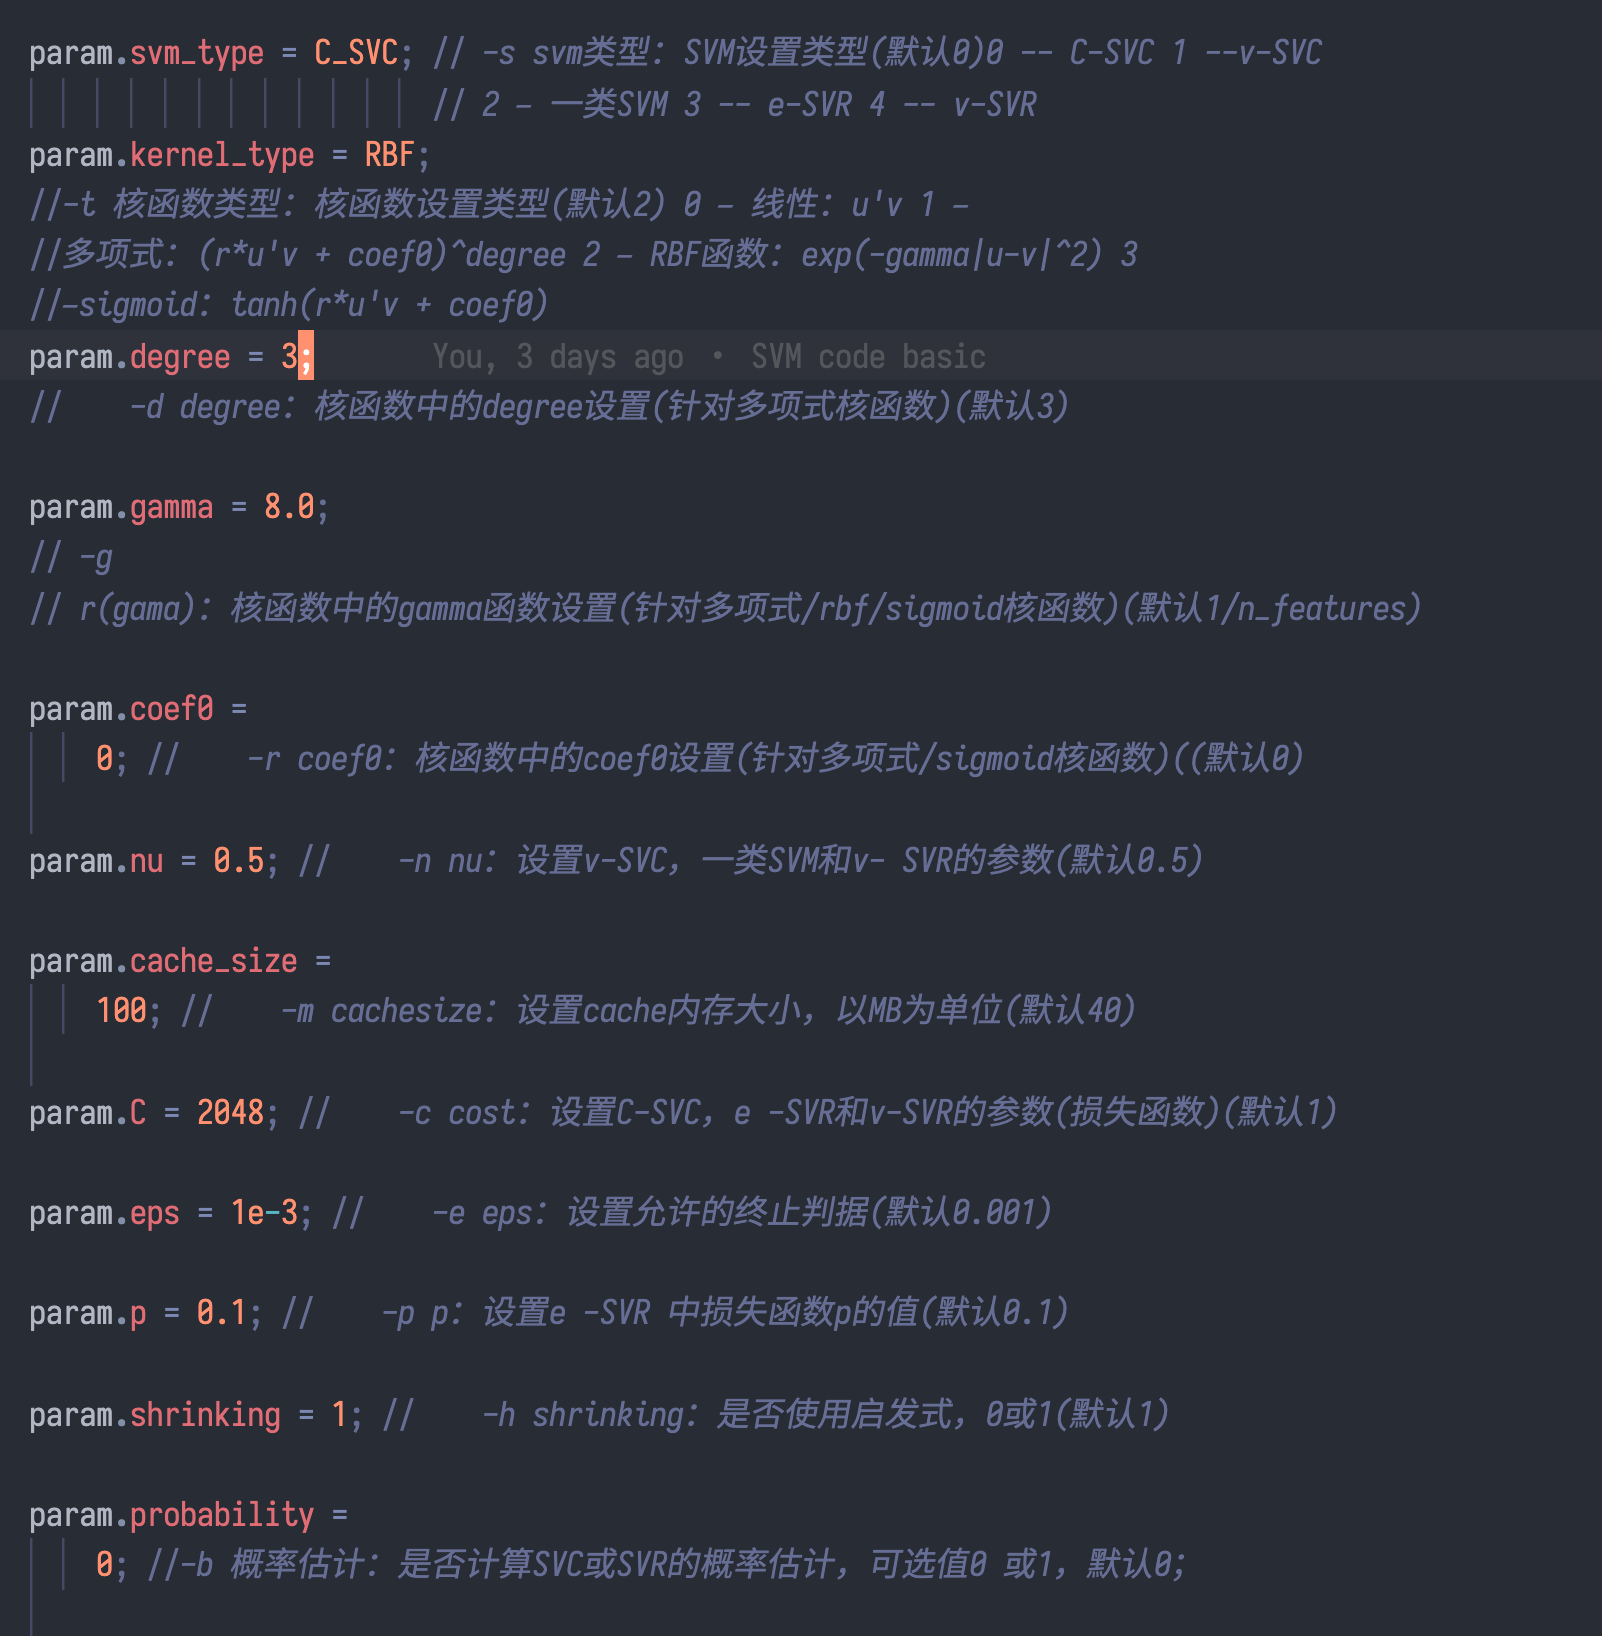 param.svm_type = C_SVC; // -s svm类型：SVM设置类型(默认0)0 -- C-SVC 1 --v-SVC
// 2 – 一类SVM 3 -- e-SVR 4 -- v-SVR
param.kernel_type = RBF;
//-t 核函数类型：核函数设置类型(默认2) 0 – 线性：u'v 1 –
//多项式：(r*u'v + coef0)^degree 2 – RBF函数：exp(-gamma|u-v|^2) 3
//–sigmoid：tanh(r*u'v + coef0)
param.degree = 3; You, 3 days ago • SVM code basic
// -d degree：核函数中的degree设置(针对多项式核函数)(默认3)
param.gamma = 8.0;
// -g
// r(gama)：核函数中的gamma函数设置(针对多项式/rbf/sigmoid核函数)(默认1/n_features)
param.coef0 =
0; // -r coef0：核函数中的coef0设置(针对多项式/sigmoid核函数)((默认0)
param.nu = 0.5; // -n nu：设置v-SVC，一类SVM和v- SVR的参数(默认0.5)
param.cache_size =
100; // -m cachesize：设置cache内存大小，以MB为单位(默认40)
param.C = 2048; // -c cost：设置C-SVC，e -SVR和v-SVR的参数(损失函数)(默认1)
param.eps = 1e-3; // -e eps：设置允许的终止判据(默认0.001)
param.p = 0.1; // -p p：设置e -SVR 中损失函数p的值(默认0.1)
param.shrinking = 1; // -h shrinking：是否使用启发式，0或1(默认1)
param.probability =
0; //-b 概率估计：是否计算SVC或SVR的概率估计，可选值0 或1，默认0；